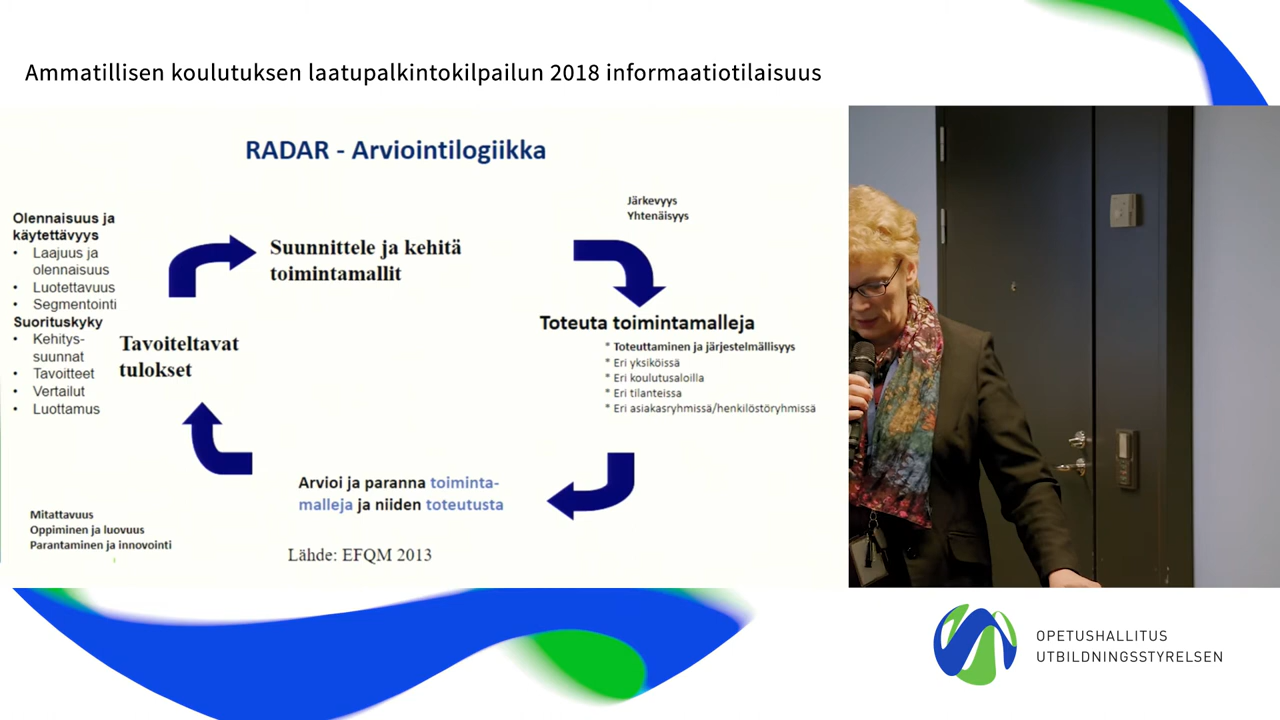 Ammatillisen koulutuksen laatupalkintokilpailun 2018 informaatiotilaisuus
RADAR - Arviointilogiikka
Olennaisuus ja
käytettävyys
• Laajuus ja
olennaisuus
• Luotettavuus
• Segmentointi
Suorituskyky
• Kehitys-
suunnat
• Tavoitteet
• Vertailut
• Luottamus
Tavoiteltavat
tulokset
Suunnittele ja kehitä
toimintamallit
Järkevyys
Yhtenäisyys
Toteuta toimintamalleja
* Toteuttaminen ja järjestelmällisyys
* Eri yksiköissä
* Eri koulutusaloilla
* Eri tilanteissa
* Eri asiakasryhmissä/henkilöstöryhmissä
Arvioi ja paranna toiminta-
malleja ja niiden toteutusta
Mitattavuus
Oppiminen ja luovuus
Parantaminen ja innovointi
Lähde: EFQM 2013
OPETUSHALLITUS
UTBILDNINGSSTYRELSEN